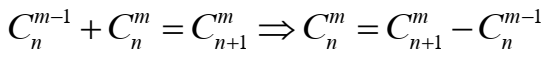 C_n^{m-1} + C_n^m = C_{n+1}^m ⇒ C_n^m = C_{n+1}^m − C_n^{m-1}